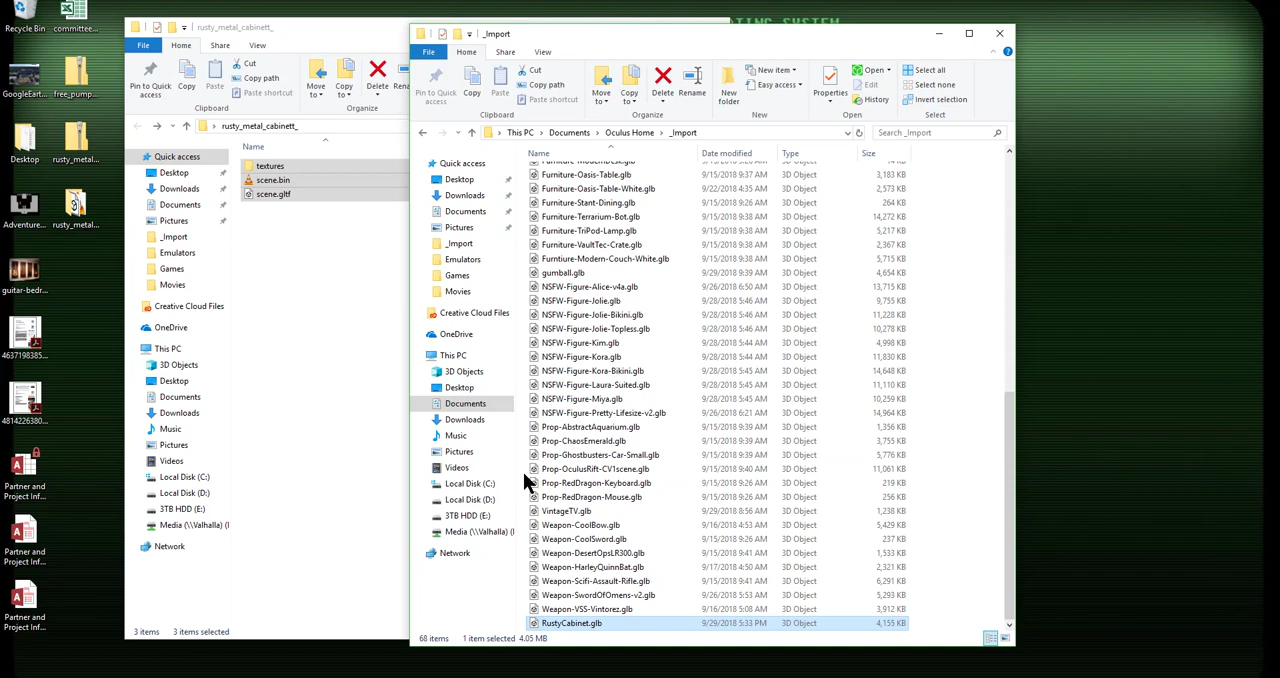 Recycle Bin
committee...
GoogleEart...
free_pump...
Desktop
rusty_metal...
Adventure...
rusty_metal...
guitar-bedr...
4637198385...
4814226380...
Partner and
Project Inf...
Partner and
Project Inf...
Partner and
Project Inf...
TING SYSTEM
rusty_metal_cabinett_
File Home Share View
Pin to Quick
access
Copy
Paste
Cut
Copy path
Paste shortcut
Clipboard
Move
to
Copy
to
Delete
Rena
Organize
rusty_metal_cabinett_
Name
textures
scene.bin
scene.gltf
Quick access
Desktop
Downloads
Documents
Pictures
_Import
Emulators
Games
Movies
Creative Cloud Files
OneDrive
This PC
3D Objects
Desktop
Documents
Downloads
Music
Pictures
Videos
Local Disk (C:)
Local Disk (D:)
3TB HDD (E:)
Media (\\Valhalla) (
Network
3 items 3 items selected
_Import
File Home Share View
Pin to Quick
access
Copy
Paste
Cut
Copy path
Paste shortcut
Clipboard
Move
to
Copy
to
Delete
Rename
Organize
New
folder
New item
Easy access
New
Properties
Open
Edit
History
Open
Select all
Select none
Invert selection
Select
This PC Documents Oculus Home _Import
Search _Import
Name Date modified Type Size
Quick access
Desktop
Downloads
Documents
Pictures
_Import
Emulators
Games
Movies
Creative Cloud Files
OneDrive
This PC
3D Objects
Desktop
Documents
Downloads
Music
Pictures
Videos
Local Disk (C:)
Local Disk (D:)
3TB HDD (E:)
Media (\\Valhalla) (
Network
Furniture-Oasis-Table.glb 9/15/2018 9:37 AM 3D Object 3,183 KB
Furniture-Oasis-Table-White.glb 9/22/2018 4:35 AM 3D Object 2,573 KB
Furniture-Stant-Dining.glb 9/15/2018 9:26 AM 3D Object 264 KB
Furniture-Terrarium-Bot.glb 9/15/2018 9:38 AM 3D Object 14,272 KB
Furniture-TriPod-Lamp.glb 9/15/2018 9:38 AM 3D Object 5,217 KB
Furniture-VaultTec-Crate.glb 9/15/2018 9:38 AM 3D Object 2,367 KB
Furntiure-Modern-Couch-White.glb 9/15/2018 9:38 AM 3D Object 5,715 KB
gumball.glb 9/29/2018 9:39 AM 3D Object 4,654 KB
NSFW-Figure-Alice-v4a.glb 9/26/2018 6:50 AM 3D Object 13,715 KB
NSFW-Figure-Jolie.glb 9/28/2018 5:46 AM 3D Object 9,755 KB
NSFW-Figure-Jolie-Bikini.glb 9/28/2018 5:46 AM 3D Object 11,228 KB
NSFW-Figure-Jolie-Topless.glb 9/28/2018 5:46 AM 3D Object 10,278 KB
NSFW-Figure-Kim.glb 9/28/2018 5:44 AM 3D Object 4,998 KB
NSFW-Figure-Kora.glb 9/28/2018 5:44 AM 3D Object 11,830 KB
NSFW-Figure-Kora-Bikini.glb 9/28/2018 5:45 AM 3D Object 14,648 KB
NSFW-Figure-Laura-Suited.glb 9/28/2018 5:45 AM 3D Object 11,110 KB
NSFW-Figure-Miya.glb 9/28/2018 5:45 AM 3D Object 10,259 KB
NSFW-Figure-Pretty-Lifesize-v2.glb 9/26/2018 6:21 AM 3D Object 14,964 KB
Prop-AbstractAquarium.glb 9/15/2018 9:39 AM 3D Object 1,356 KB
Prop-ChaosEmerald.glb 9/15/2018 9:39 AM 3D Object 3,755 KB
Prop-Ghostbusters-Car-Small.glb 9/15/2018 9:39 AM 3D Object 5,776 KB
Prop-OculusRift-CV1scene.glb 9/15/2018 9:40 AM 3D Object 11,061 KB
Prop-RedDragon-Keyboard.glb 9/15/2018 9:26 AM 3D Object 219 KB
Prop-RedDragon-Mouse.glb 9/15/2018 9:26 AM 3D Object 256 KB
VintageTV.glb 9/29/2018 8:56 AM 3D Object 1,238 KB
Weapon-CoolBow.glb 9/16/2018 4:53 AM 3D Object 5,429 KB
Weapon-CoolSword.glb 9/15/2018 9:26 AM 3D Object 237 KB
Weapon-DesertOpsLR300.glb 9/15/2018 9:41 AM 3D Object 1,533 KB
Weapon-HarleyQuinnBat.glb 9/17/2018 4:50 AM 3D Object 2,321 KB
Weapon-Scifi-Assault-Rifle.glb 9/15/2018 9:41 AM 3D Object 6,291 KB
Weapon-SwordOfOmens-v2.glb 9/26/2018 5:53 AM 3D Object 5,293 KB
Weapon-VSS-Vintorez.glb 9/16/2018 5:08 AM 3D Object 3,912 KB
RustyCabinet.glb 9/29/2018 5:33 PM 3D Object 4,155 KB
68 items 1 item selected 4.05 MB